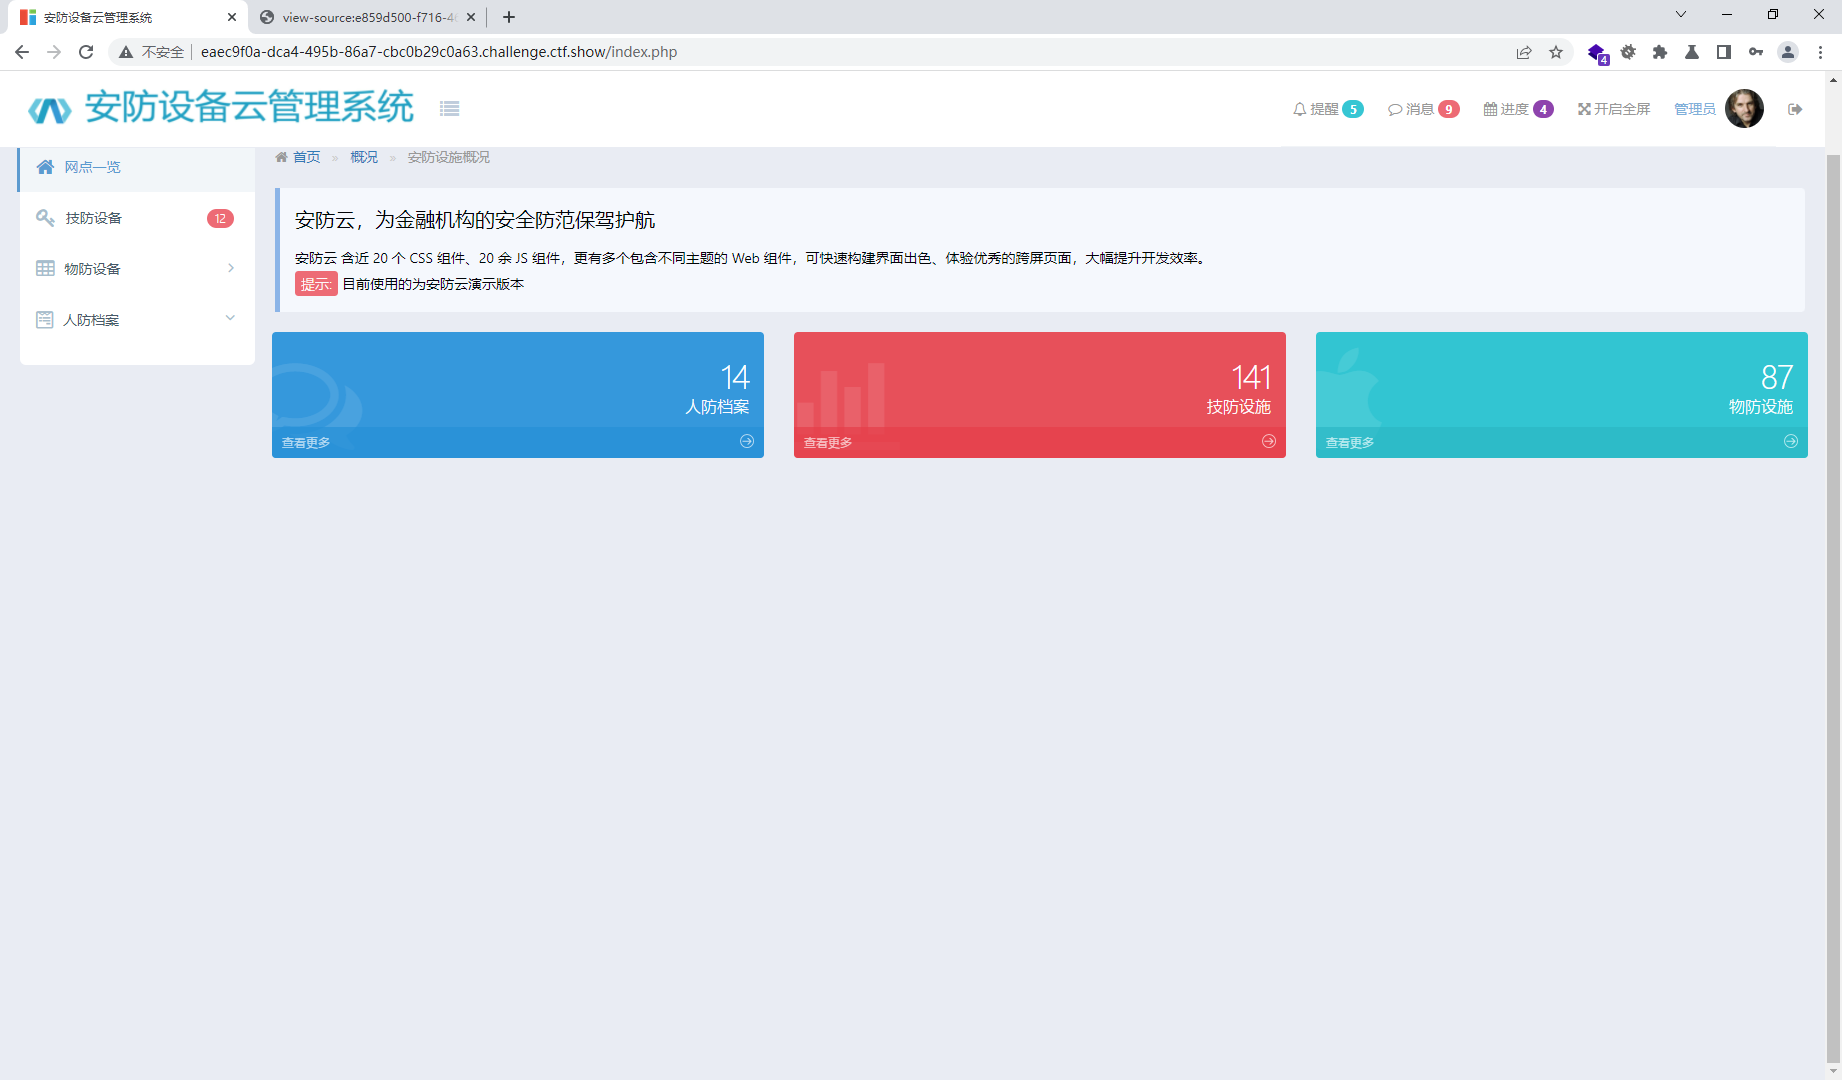 安防设备云管理系统
view-source:e859d500-f716-4
不安全
eaec9f0a-dca4-495b-86a7-cbc0b29c0a63.challenge.ctf.show/index.php
4
安防设备云管理系统
提醒 5
消息 9
进度 4
开启全屏
管理员
网点一览
技防设备 12
物防设备
人防档案
首页 » 概况 » 安防设施概况
安防云，为金融机构的安全防范保驾护航
安防云 含近 20 个 CSS 组件、20 余 JS 组件，更有多个包含不同主题的 Web 组件，可快速构建界面出色、体验优秀的跨屏页面，大幅提升开发效率。
提示: 目前使用的为安防云演示版本
14
人防档案
查看更多
141
技防设施
查看更多
87
物防设施
查看更多